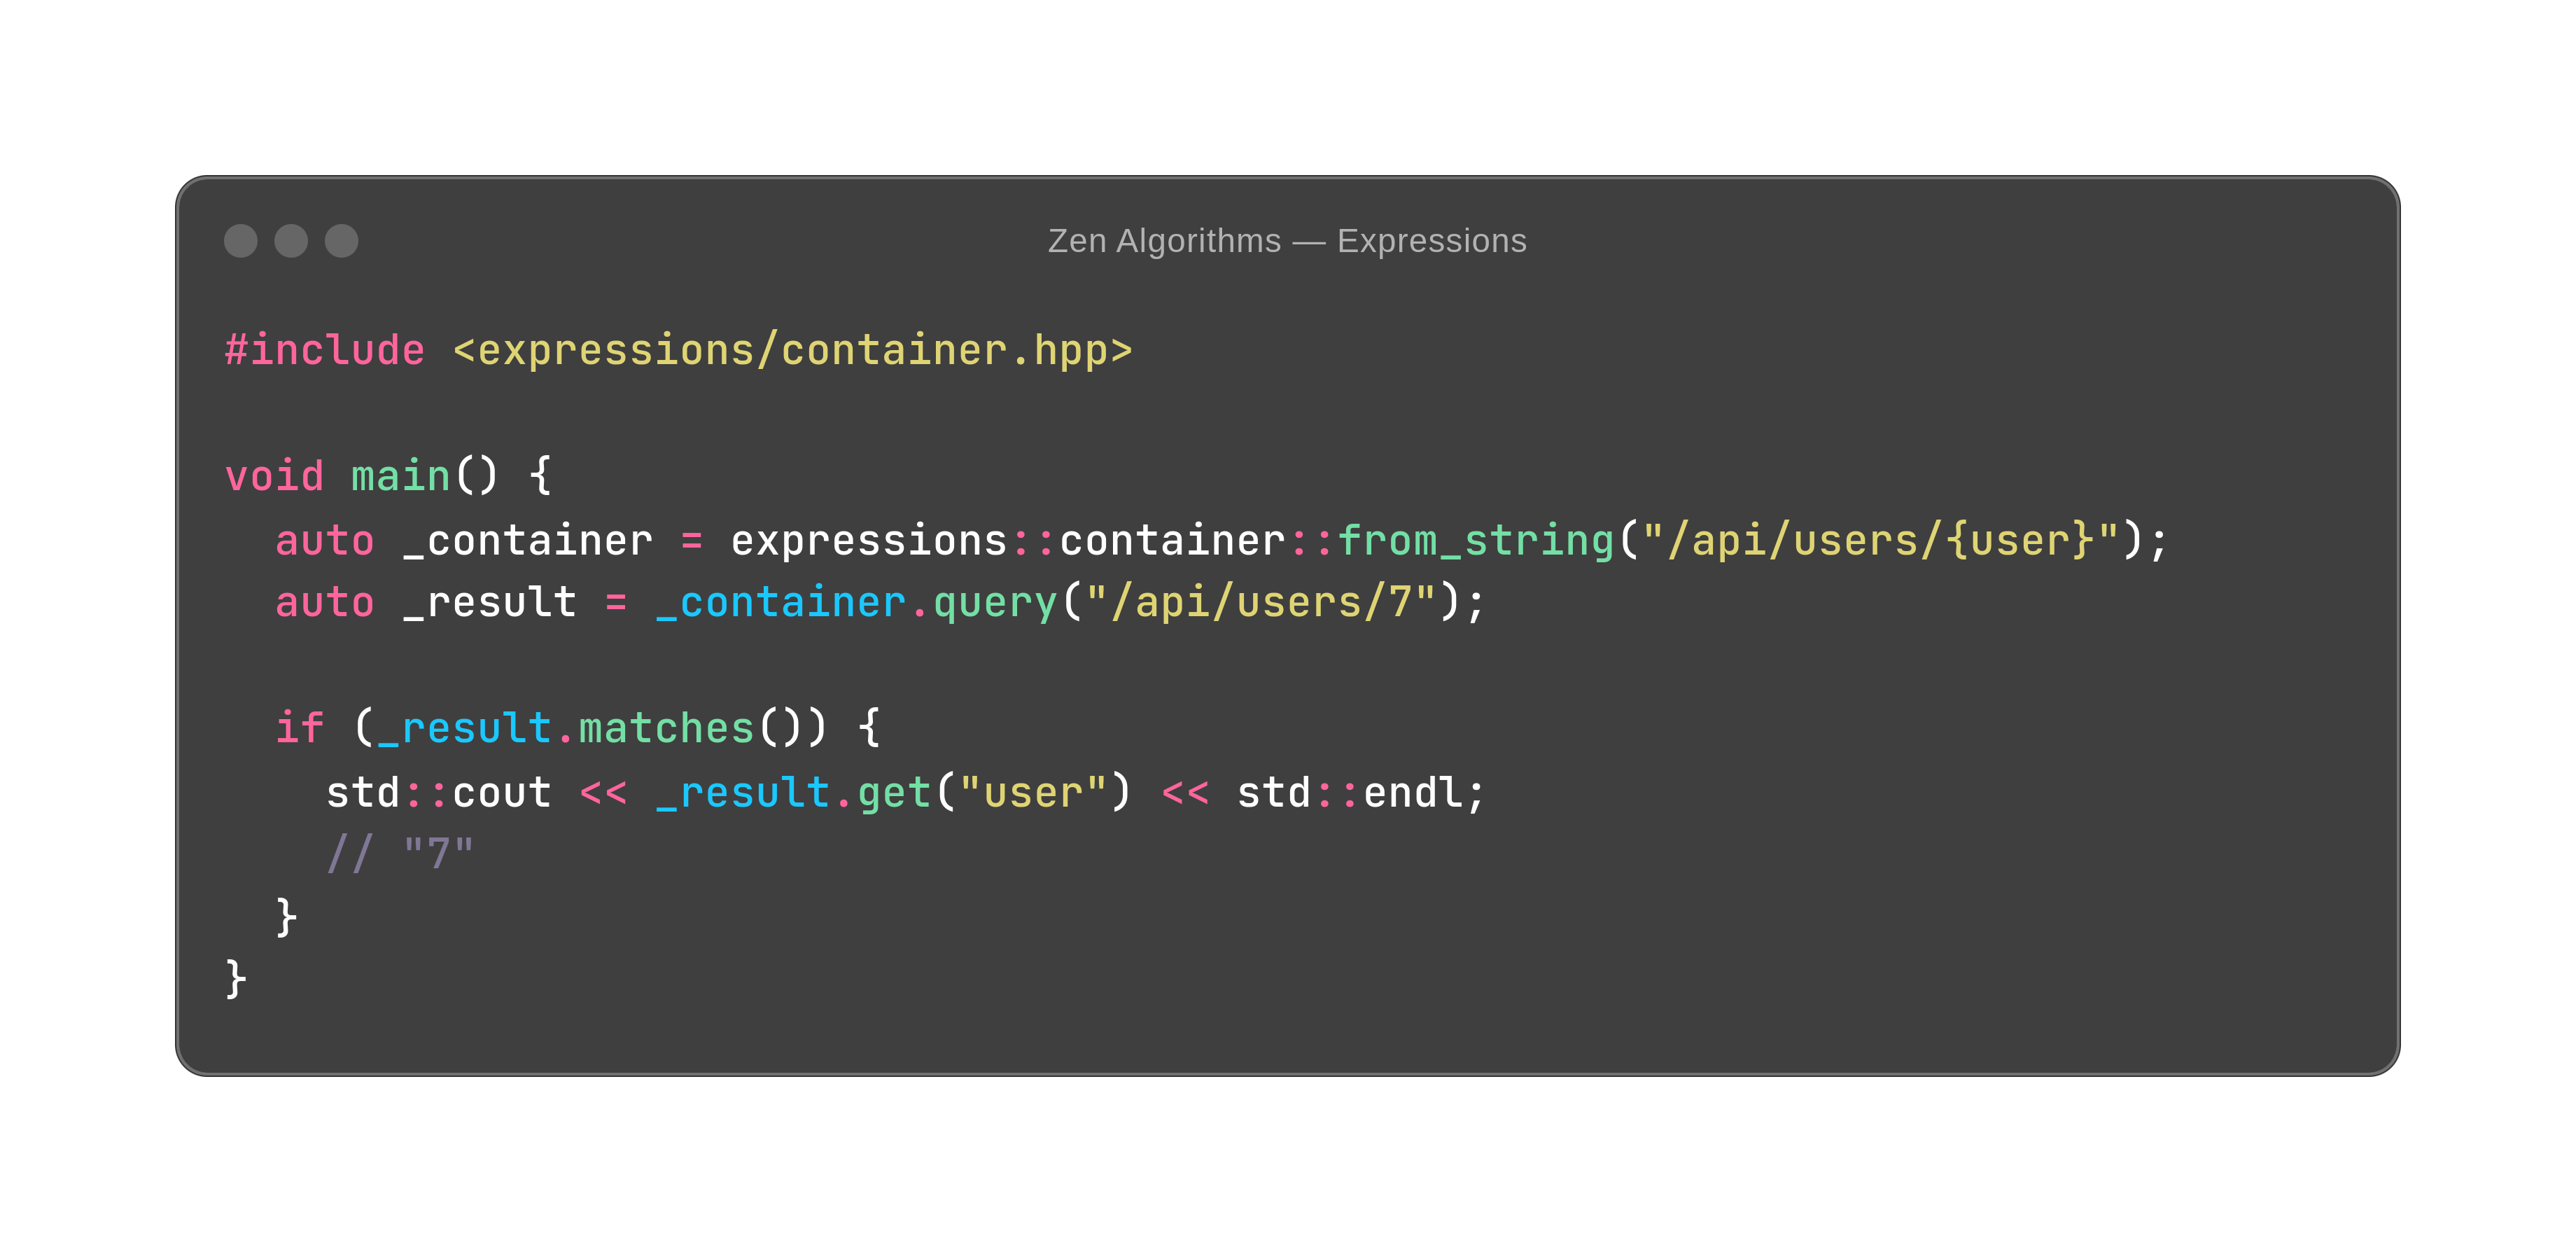 Zen Algorithms — Expressions
#include <expressions/container.hpp>
void main() {
  auto _container = expressions::container::from_string("/api/users/{user}");
  auto _result = _container.query("/api/users/7");
  if (_result.matches()) {
    std::cout << _result.get("user") << std::endl;
    // "7"
  }
}